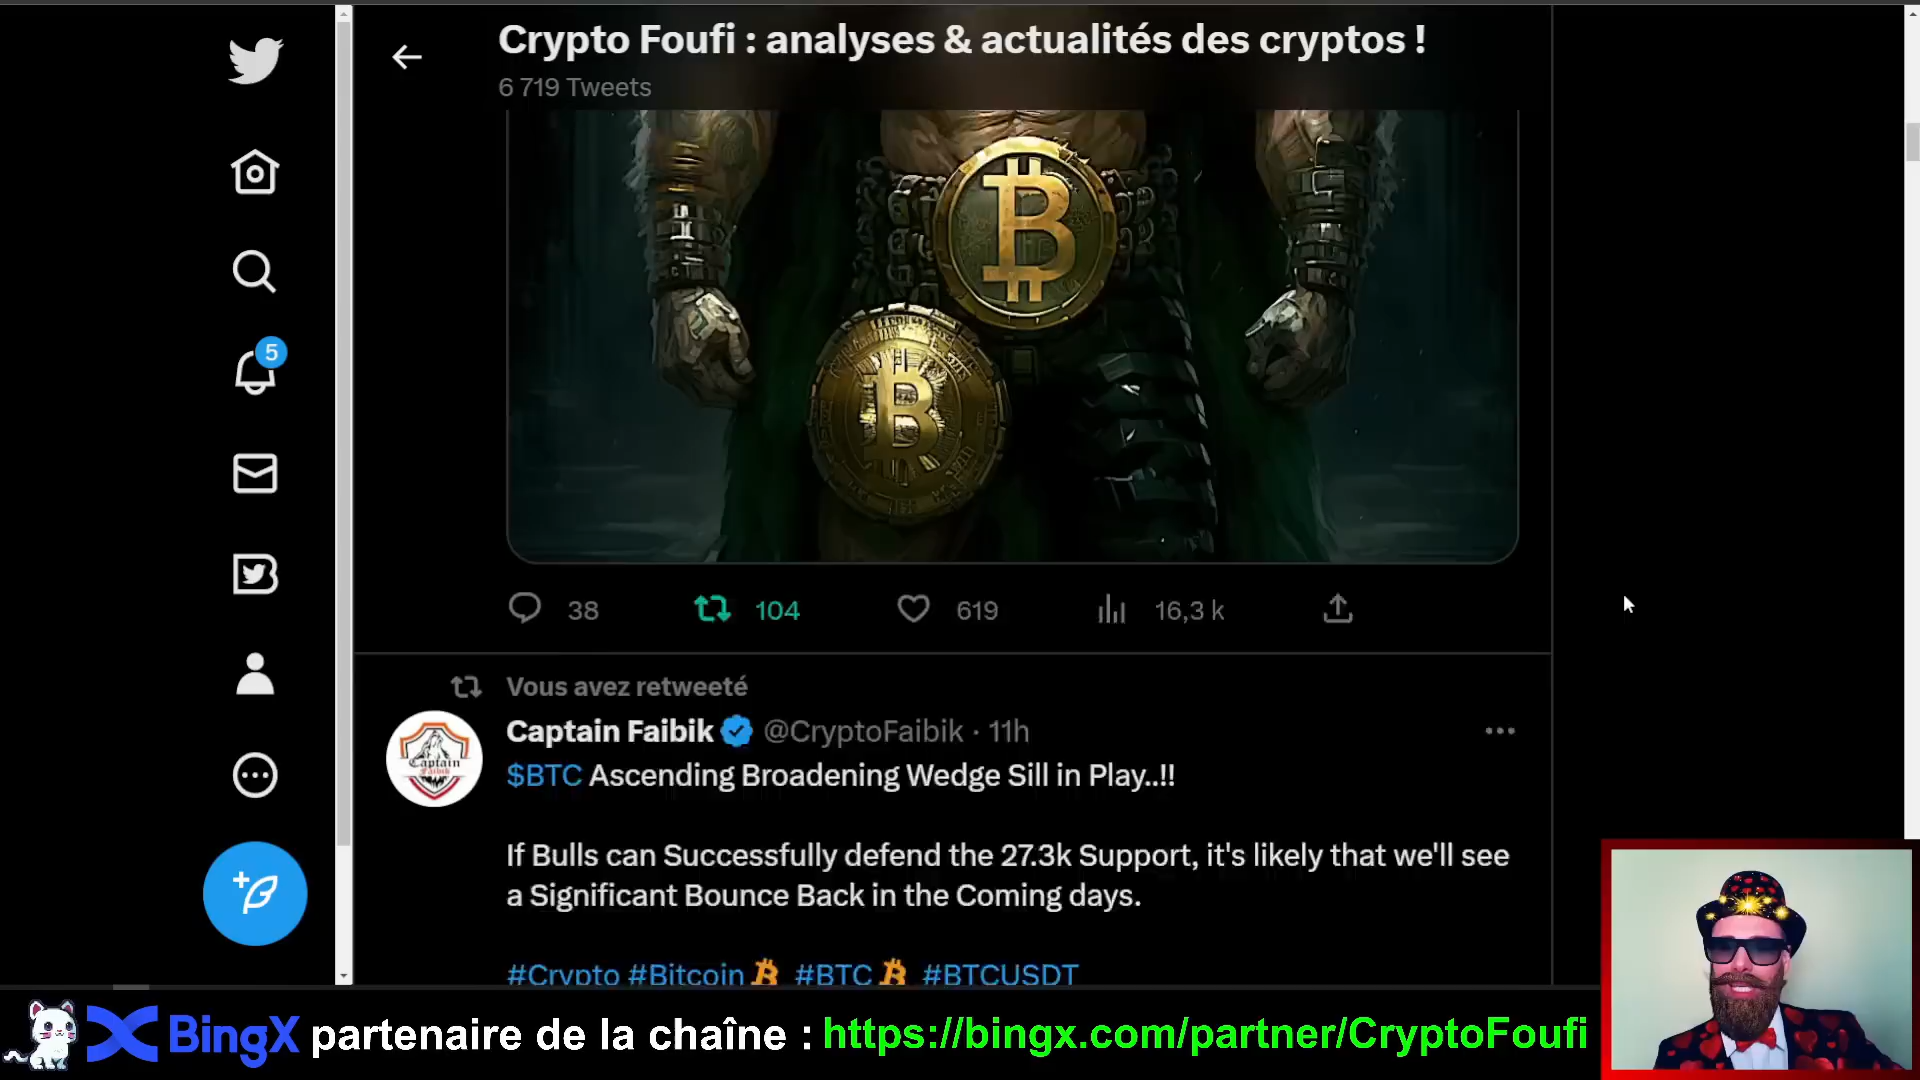 Crypto Foufi : analyses & actualités des cryptos !
6 719 Tweets
5
38 104 619 16,3 k
Vous avez retweeté
Captain Faibik @CryptoFaibik · 11h
Captain
Faibik
$BTC Ascending Broadening Wedge Sill in Play..!!
If Bulls can Successfully defend the 27.3k Support, it's likely that we'll see
a Significant Bounce Back in the Coming days.
#Crypto #Bitcoin #BTC #BTCUSDT
BingX partenaire de la chaîne : https://bingx.com/partner/CryptoFoufi